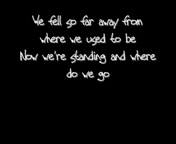 We fell so far away from
where we used to be
Now we're standing and where
do we go